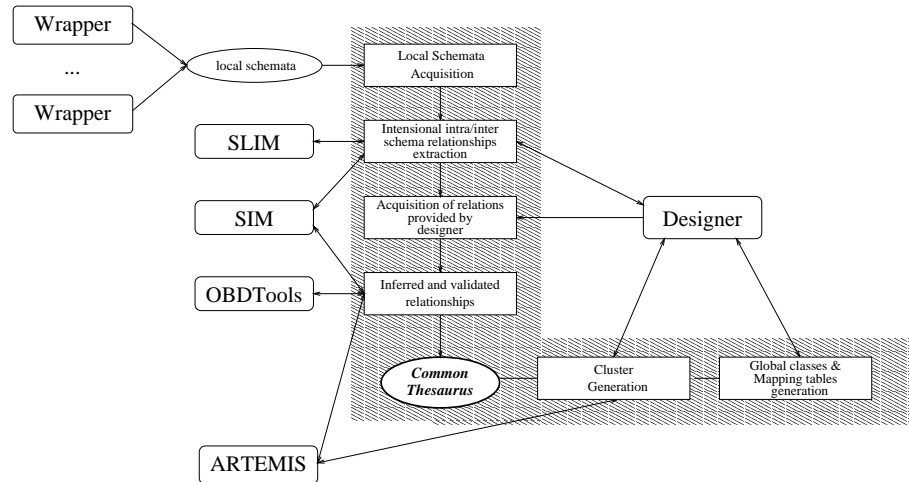 Wrapper
...
Wrapper
local schemata
Local Schemata
Acquisition
SLIM
Intensional intra/inter
schema relationships
extraction
SIM
Acquisition of relations
provided by
designer
Designer
OBDTools
Inferred and validated
relationships
Common
Thesaurus
Cluster
Generation
Global classes &
Mapping tables
generation
ARTEMIS